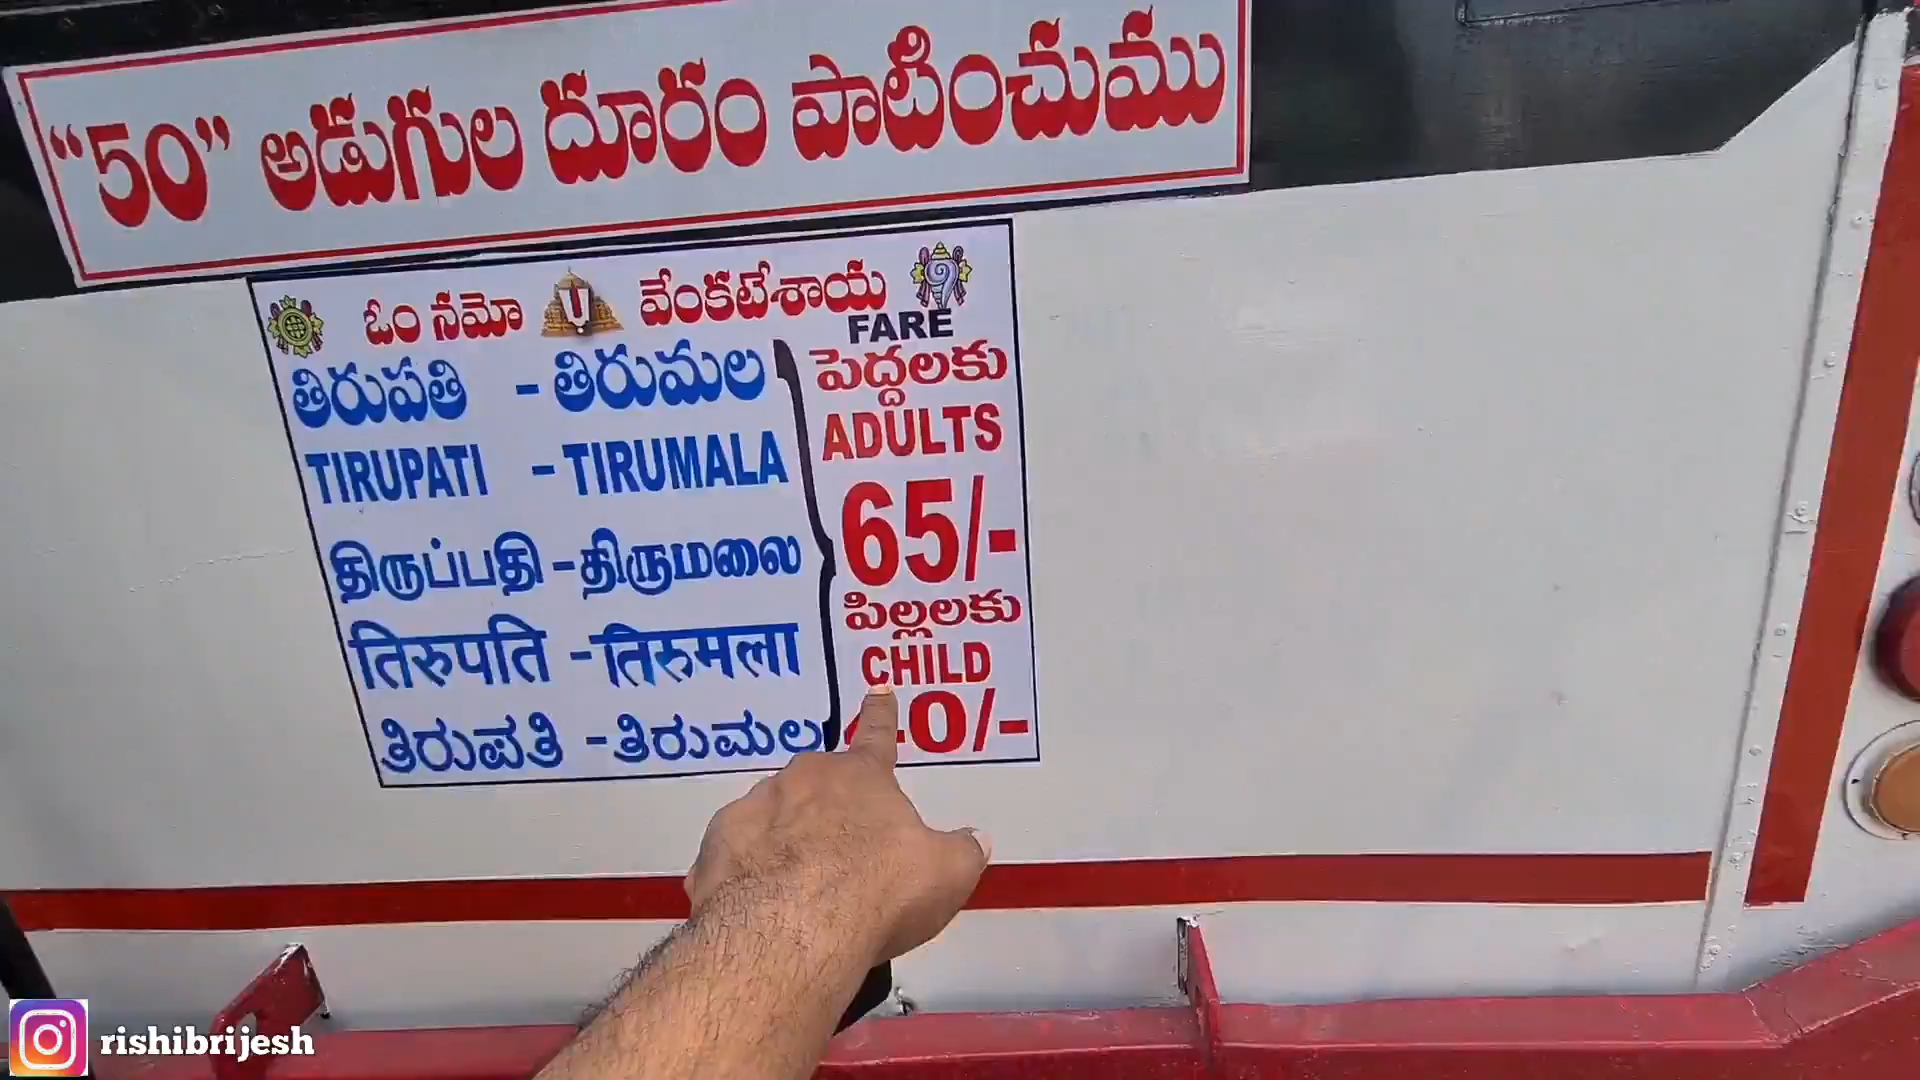 “50” అడుగుల దూరం పాటించుము
ఓం నమో వేంకటేశాయ
FARE
తిరుపతి - తిరుమల
TIRUPATI - TIRUMALA
திருப்பதி - திருமலை
तिरुपति - तिरुमला
ತಿರುಪತಿ - ತಿರುಮಲ
పెద్దలకు
ADULTS
65/-
పిల్లలకు
CHILD
40/-
rishibrijesh